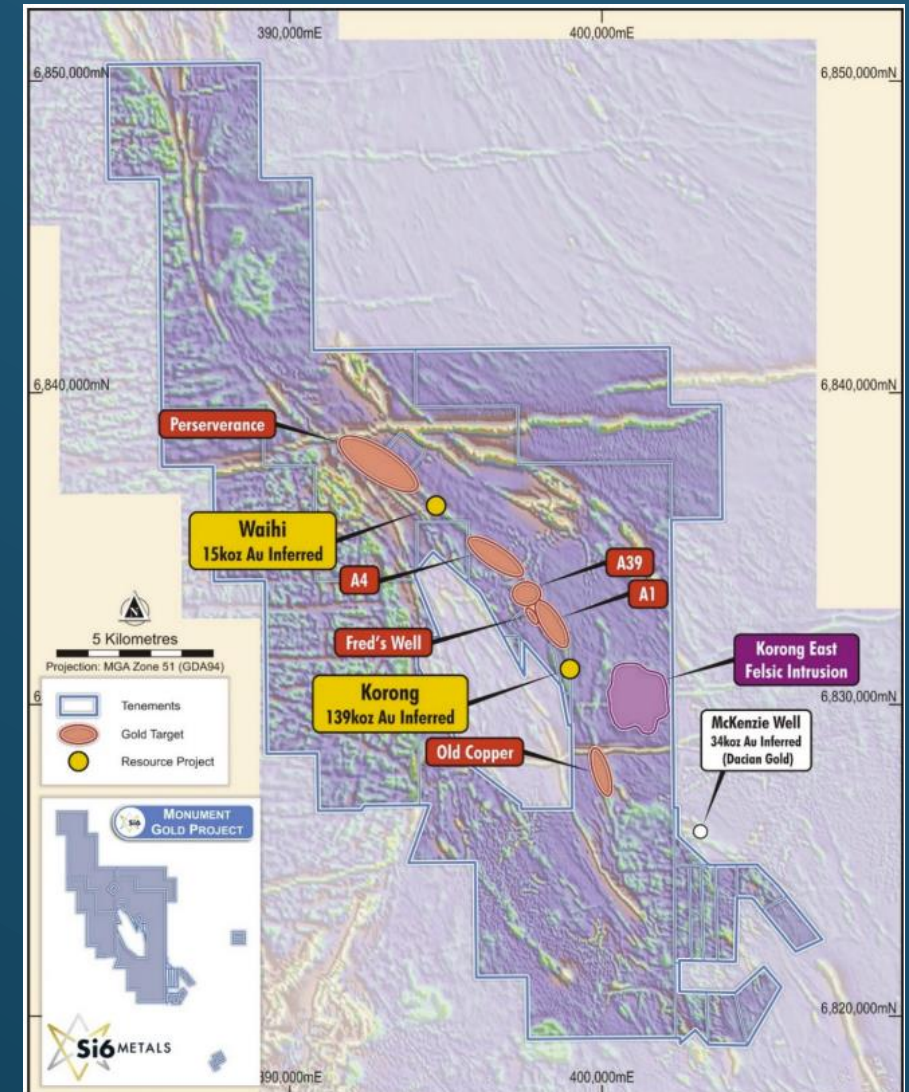 390,000mE
400,000mE
6,850,000mN
6,850,000mN
6,840,000mN
6,840,000mN
Perserverance
Waihi
15koz Au Inferred
A4
A39
A1
Fred's Well
5 Kilometres
Projection: MGA Zone 51 (GDA94)
Korong
139koz Au Inferred
Korong East
Felsic Intrusion
6,830,000mN
Old Copper
McKenzie Well
34koz Au Inferred
(Dacian Gold)
Tenements
Gold Target
Resource Project
Si6
MONUMENT
GOLD PROJECT
6,820,000mN
Si6 METALS
390,000mE
400,000mE